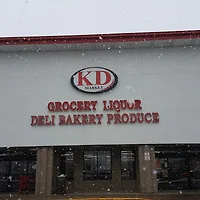 KD
MARKET
GROCERY LIQUOR
DELI BAKERY PRODUCE